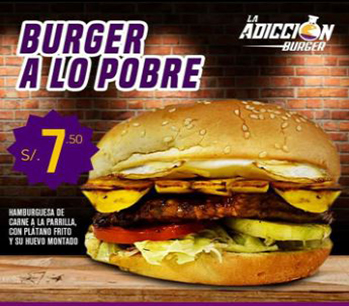 LA
ADICCIÓN
BURGER
BURGER
A LO POBRE
S/. 7.50
HAMBURGUESA DE
CARNE A LA PARRILLA,
CON PLÁTANO FRITO
Y SU HUEVO MONTADO